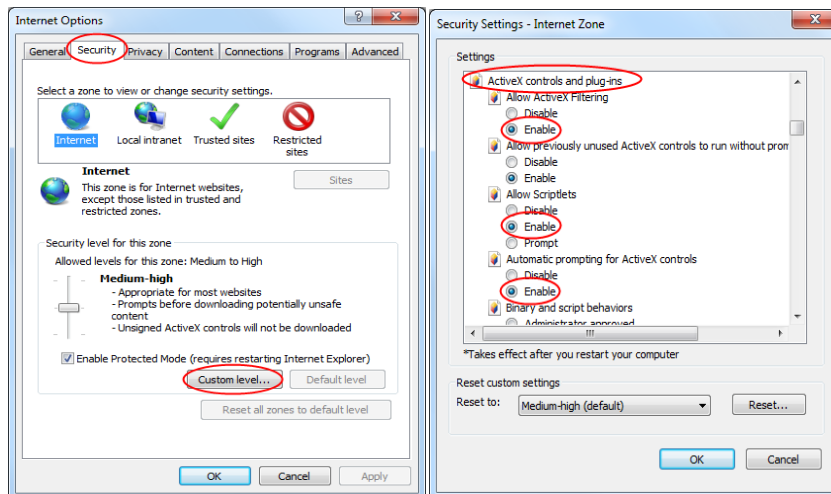 Internet Options
General Security Privacy Content Connections Programs Advanced
Select a zone to view or change security settings.
Internet Local intranet Trusted sites Restricted
sites
Internet
This zone is for Internet websites,
except those listed in trusted and
restricted zones.
Sites
Security level for this zone
Allowed levels for this zone: Medium to High
Medium-high
- Appropriate for most websites
- Prompts before downloading potentially unsafe
content
- Unsigned ActiveX controls will not be downloaded
Enable Protected Mode (requires restarting Internet Explorer)
Custom level... Default level
Reset all zones to default level
OK Cancel Apply
Security Settings - Internet Zone
Settings
ActiveX controls and plug-ins
Allow ActiveX Filtering
Disable
Enable
Allow previously unused ActiveX controls to run without prom
Disable
Enable
Allow Scriptlets
Disable
Enable
Prompt
Automatic prompting for ActiveX controls
Disable
Enable
Binary and script behaviors
Administrator approved
*Takes effect after you restart your computer
Reset custom settings
Reset to: Medium-high (default) Reset...
OK Cancel